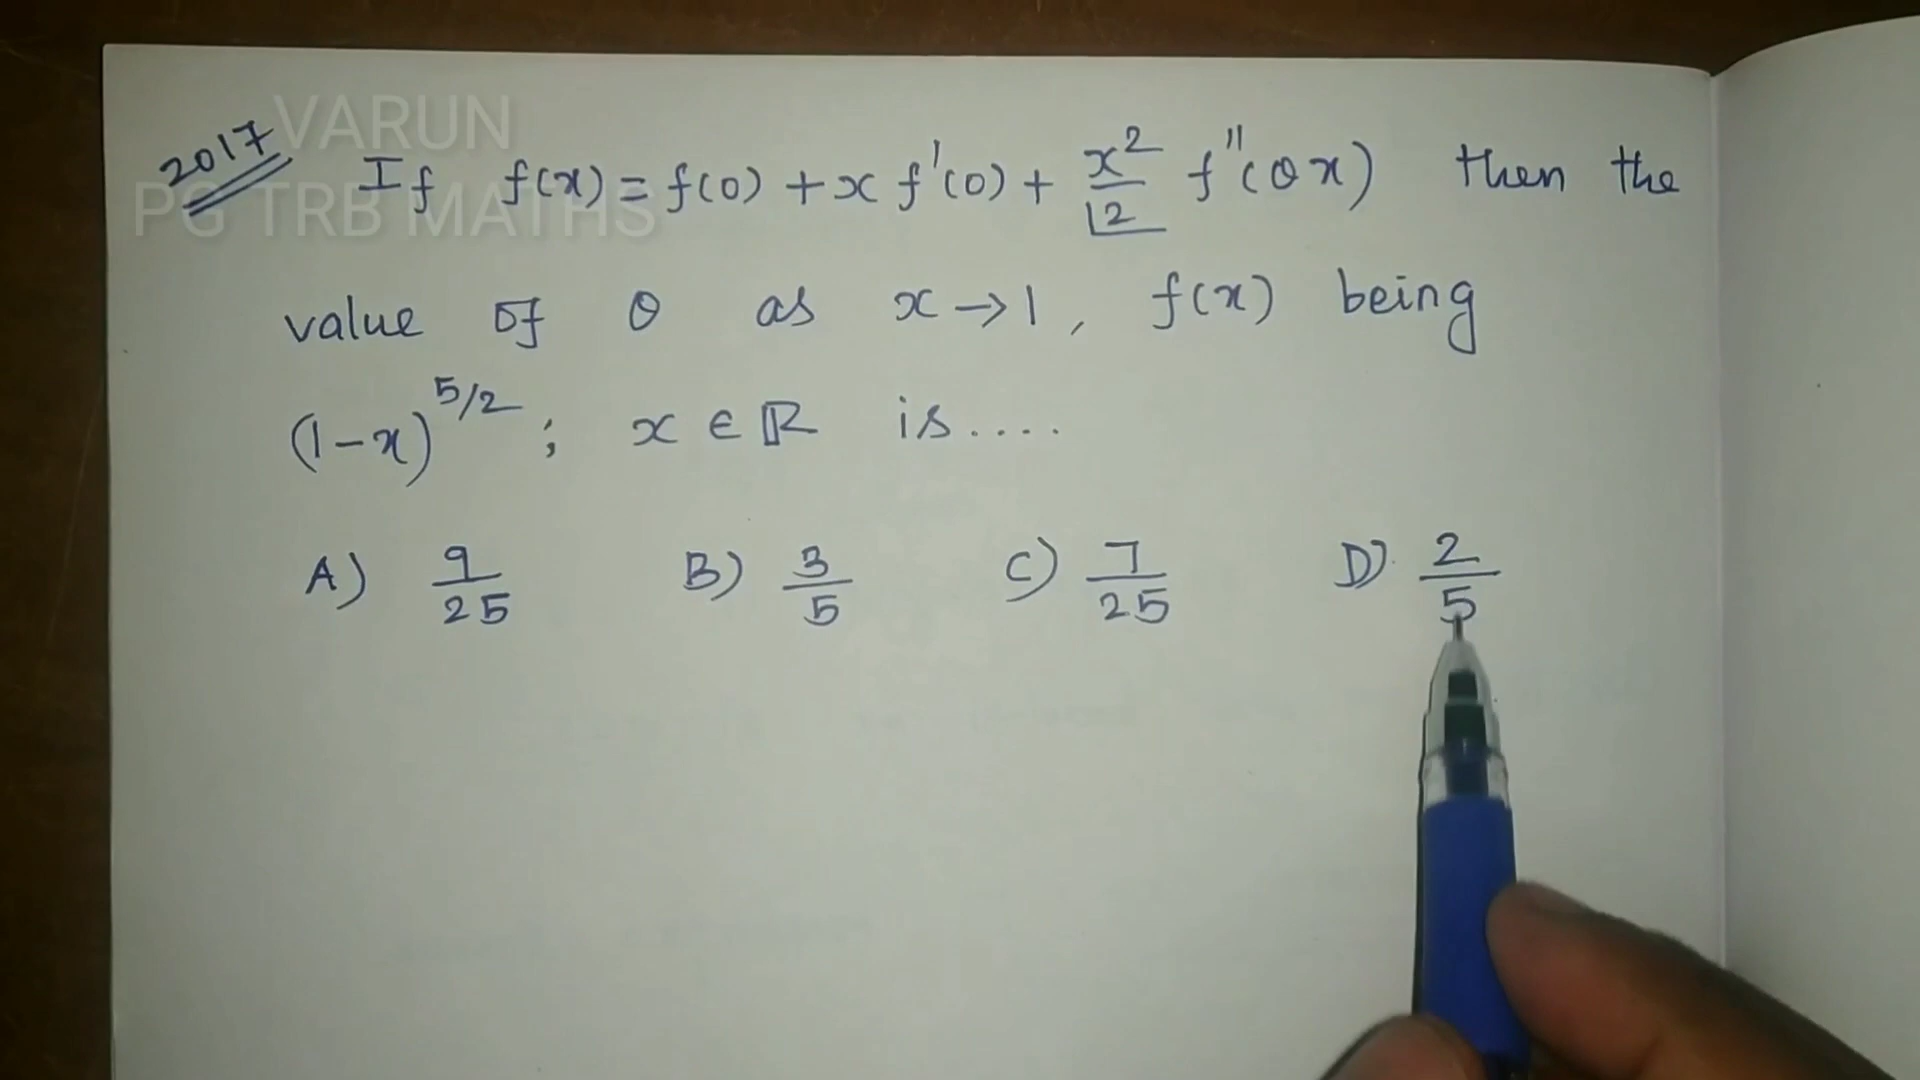 VARUN
PG TRB MATHS
2017
If f(x) = f(0) + x f'(0) + x²/⌊2 f''(θx) then the
value of θ as x → 1, f(x) being
(1-x)^5/2 ; x ∈ ℝ is....
A) 9/25 B) 3/5 C) 7/25 D) 2/5